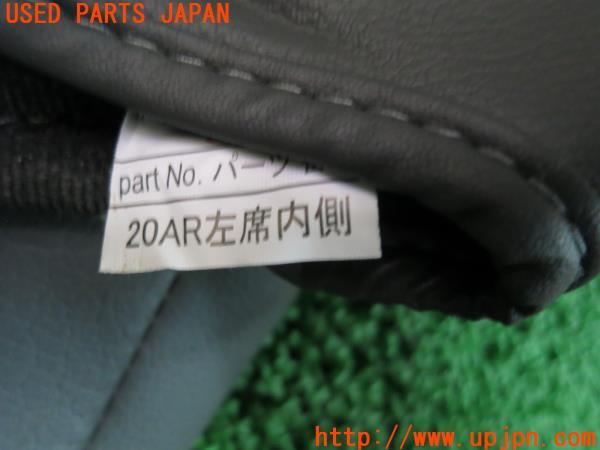 USED PARTS JAPAN
part No. パーツ
20AR左席内側
http://www.upjpn.com